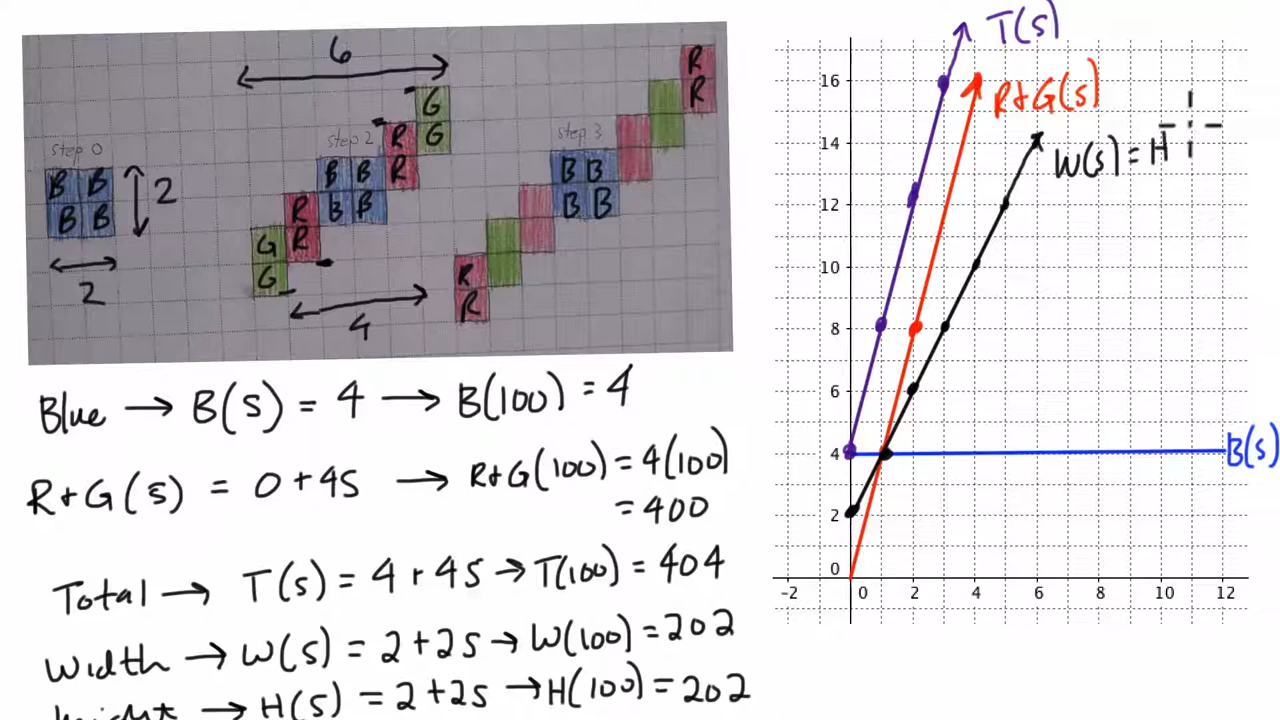 6
R
R
G
G
step 0
step 2
step 3
R
R
B B
B B
2
B B
B B
B B
B B
R
R
G
G
2
4
R
R
Blue → B(s) = 4 → B(100) = 4
R+G(s) = 0+4s → R+G(100) = 4(100)
= 400
Total → T(s) = 4+4s → T(100) = 404
Width → W(s) = 2+2s → W(100) = 202
→ H(s) = 2+2s → H(100) = 202
T(s)
R+G(s)
W(s) = H
B(s)
16
14
12
10
8
6
4
2
0
-2 0 2 4 6 8 10 12